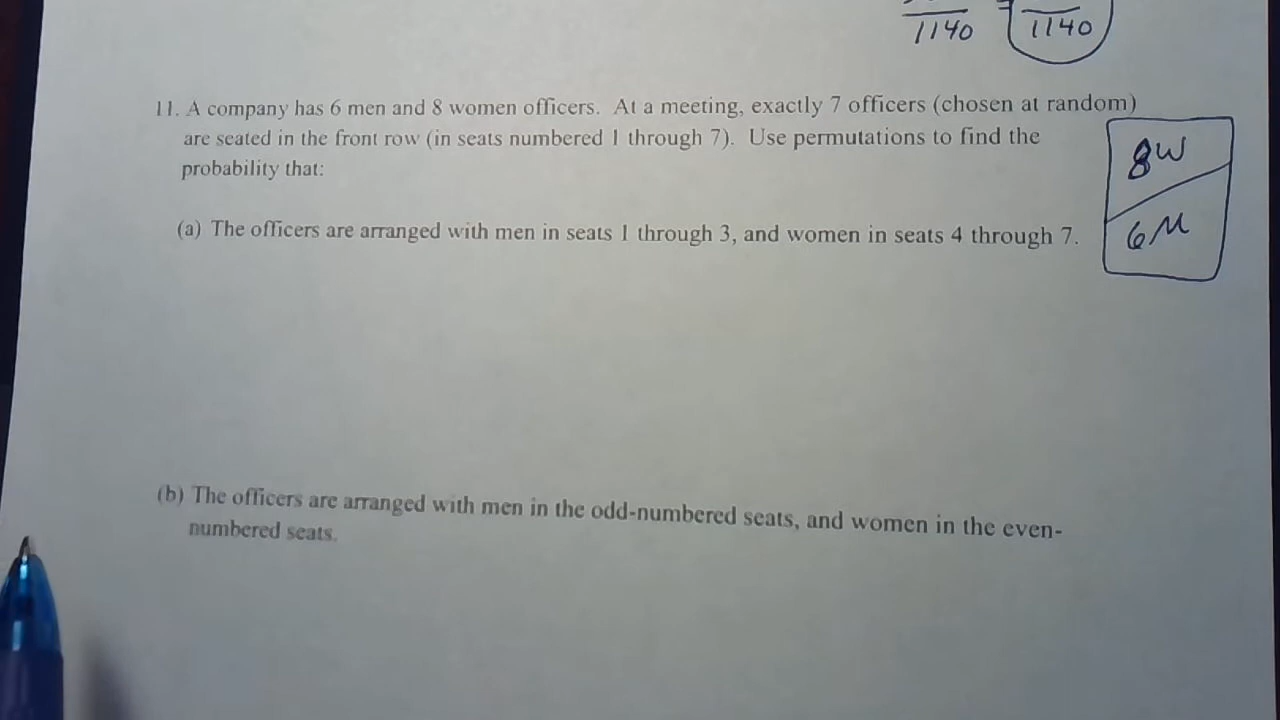 1140 = 1140
11. A company has 6 men and 8 women officers. At a meeting, exactly 7 officers (chosen at random)
are seated in the front row (in seats numbered 1 through 7). Use permutations to find the
probability that:
8W
6M
(a) The officers are arranged with men in seats 1 through 3, and women in seats 4 through 7.
(b) The officers are arranged with men in the odd-numbered seats, and women in the even-
numbered seats.